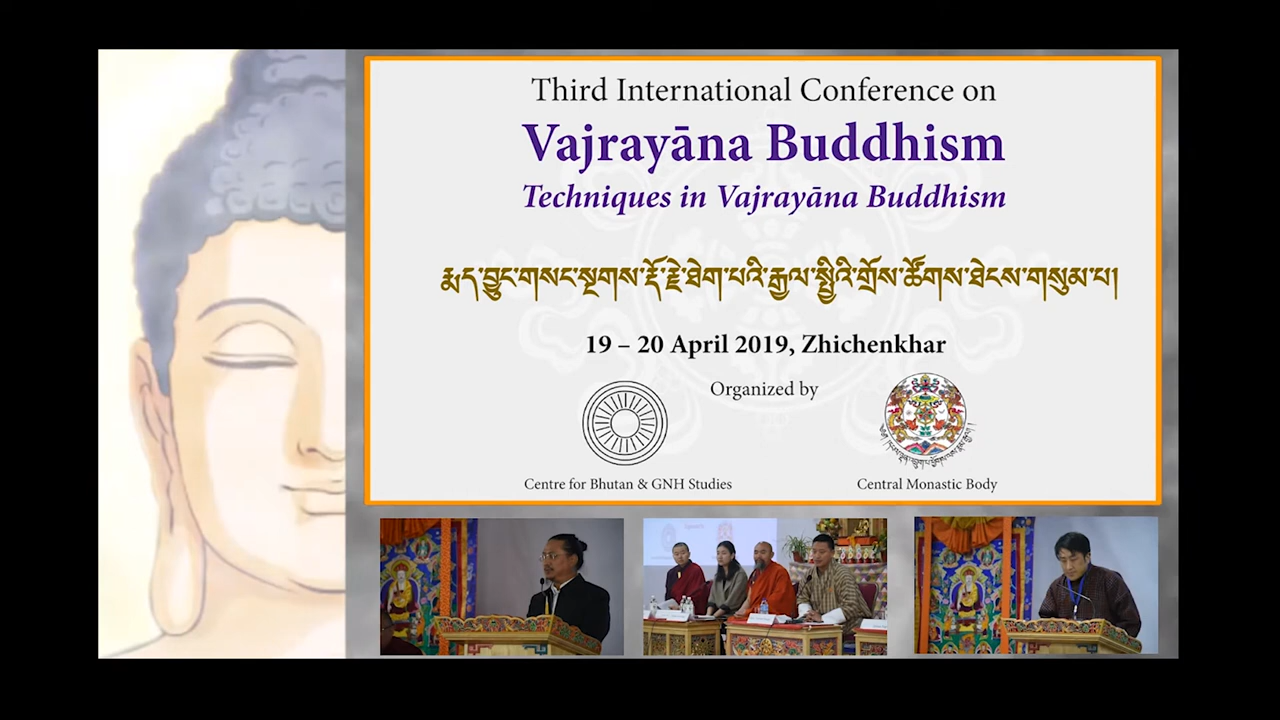 Third International Conference on
Vajrayāna Buddhism
Techniques in Vajrayāna Buddhism
རྨད་བྱུང་གསང་སྔགས་རྡོ་རྗེ་ཐེག་པའི་རྒྱལ་སྤྱིའི་གྲོས་ཚོགས་ཐེངས་གསུམ་པ།
19 – 20 April 2019, Zhichenkhar
Organized by
Centre for Bhutan & GNH Studies
Central Monastic Body